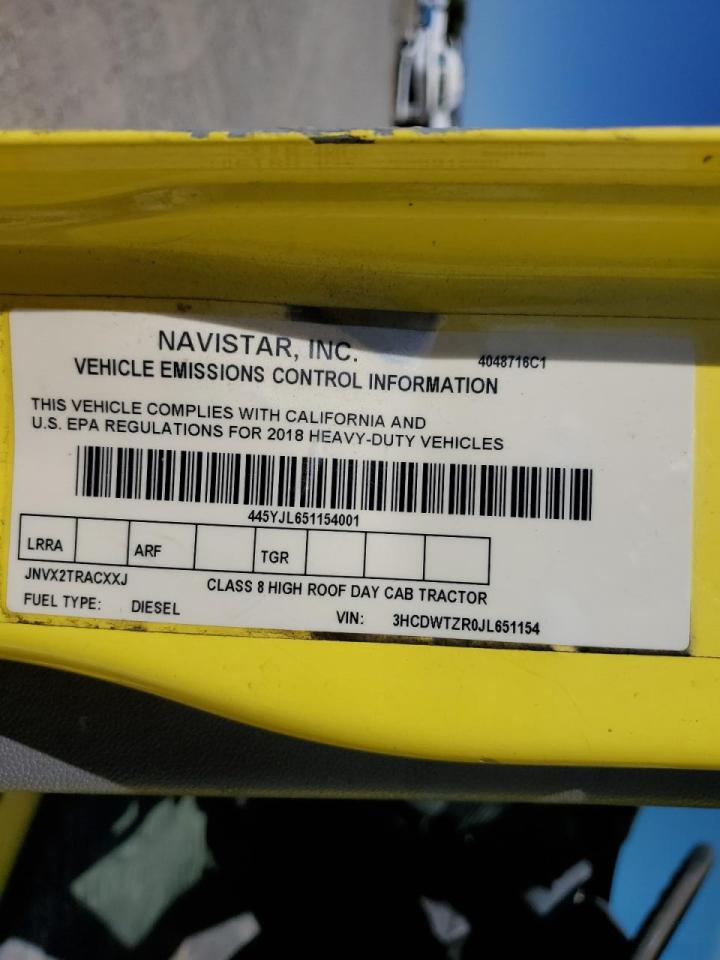 NAVISTAR, INC.
4048716C1
VEHICLE EMISSIONS CONTROL INFORMATION
THIS VEHICLE COMPLIES WITH CALIFORNIA AND
U.S. EPA REGULATIONS FOR 2018 HEAVY-DUTY VEHICLES
445YJL651154001
LRRA ARF TGR
JNVX2TRACXXJ CLASS 8 HIGH ROOF DAY CAB TRACTOR
FUEL TYPE: DIESEL VIN: 3HCDWTZR0JL651154